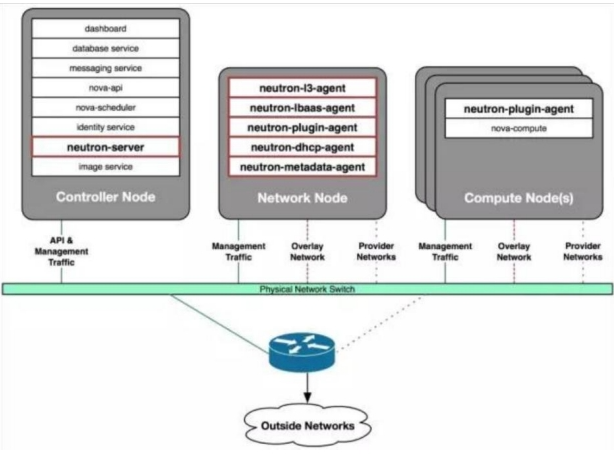 dashboard
database service
messaging service
nova-api
nova-scheduler
identity service
neutron-server
image service
Controller Node
neutron-l3-agent
neutron-lbaas-agent
neutron-plugin-agent
neutron-dhcp-agent
neutron-metadata-agent
Network Node
neutron-plugin-agent
nova-compute
Compute Node(s)
API &
Management
Traffic
Management
Traffic
Overlay
Network
Provider
Networks
Management
Traffic
Overlay
Network
Provider
Networks
Physical Network Switch
Outside Networks